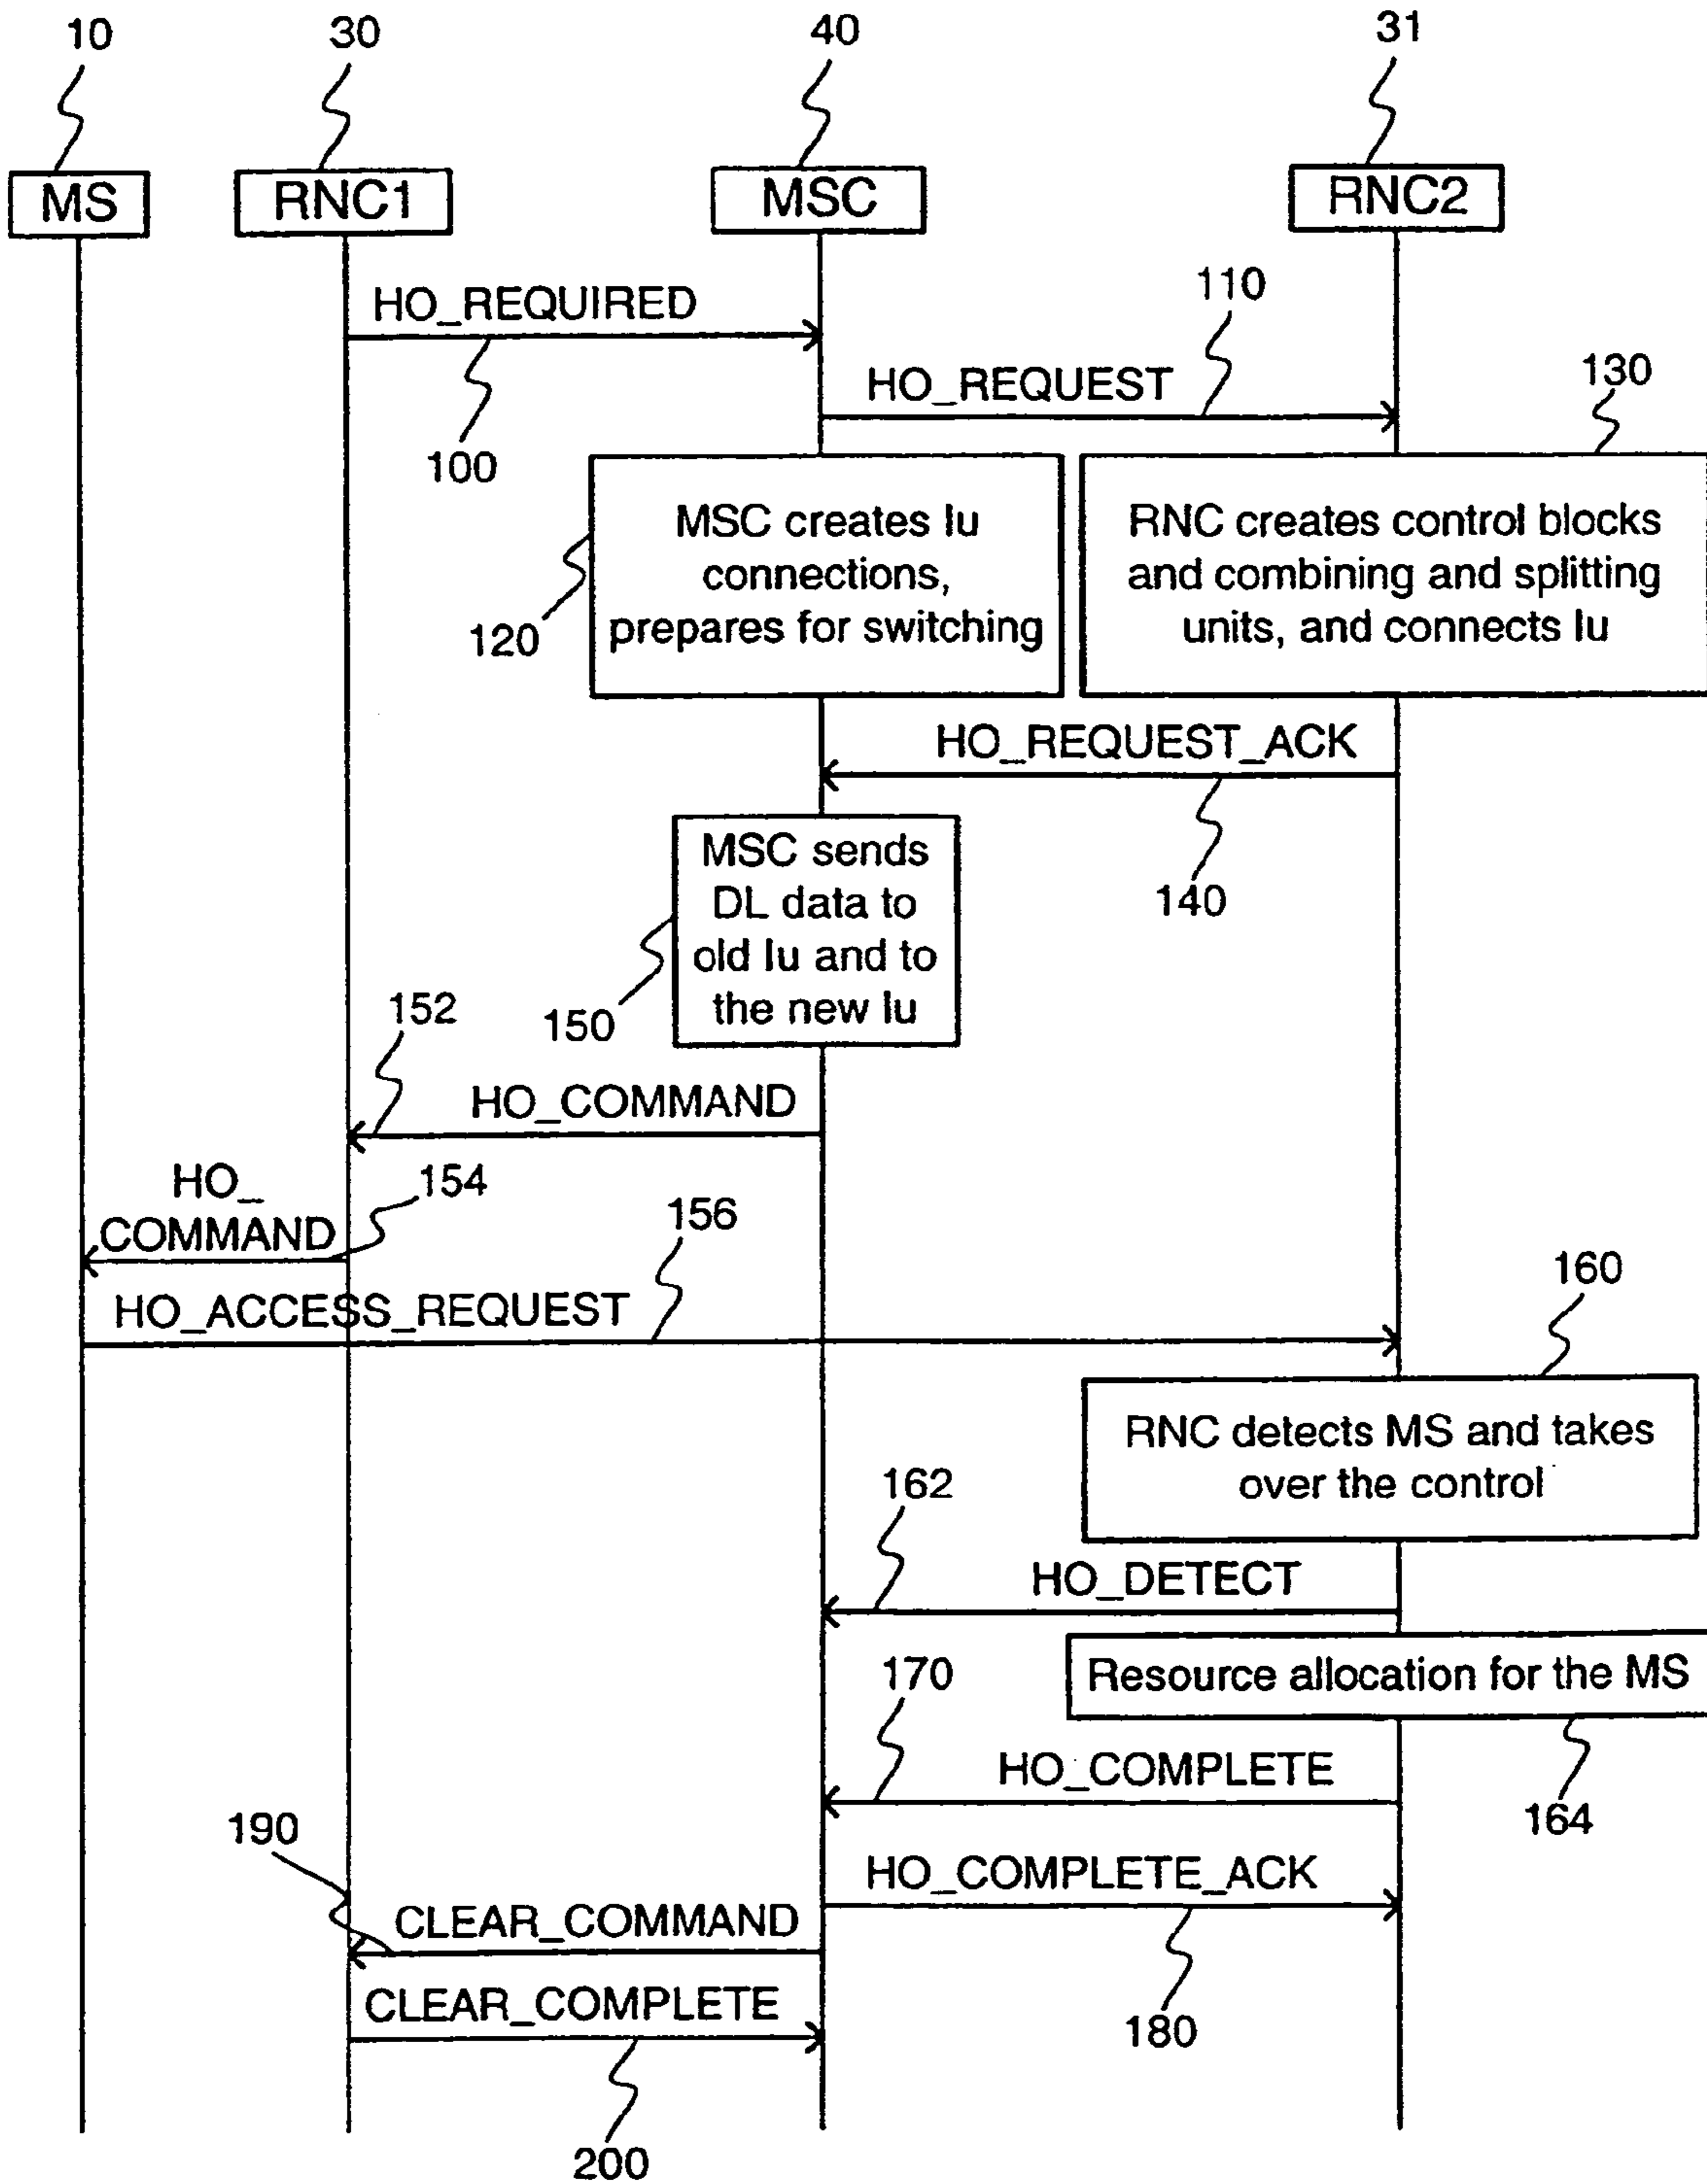 10
30
40
31
MS
RNC1
MSC
RNC2
HO_REQUIRED
100
110
HO_REQUEST
130
MSC creates Iu
connections,
prepares for switching
120
RNC creates control blocks
and combining and splitting
units, and connects Iu
HO_REQUEST_ACK
140
MSC sends
DL data to
old Iu and to
the new Iu
150
152
HO_COMMAND
HO_
COMMAND
154
156
HO_ACCESS_REQUEST
160
RNC detects MS and takes
over the control
162
HO_DETECT
Resource allocation for the MS
164
170
HO_COMPLETE
190
HO_COMPLETE_ACK
180
CLEAR_COMMAND
CLEAR_COMPLETE
200